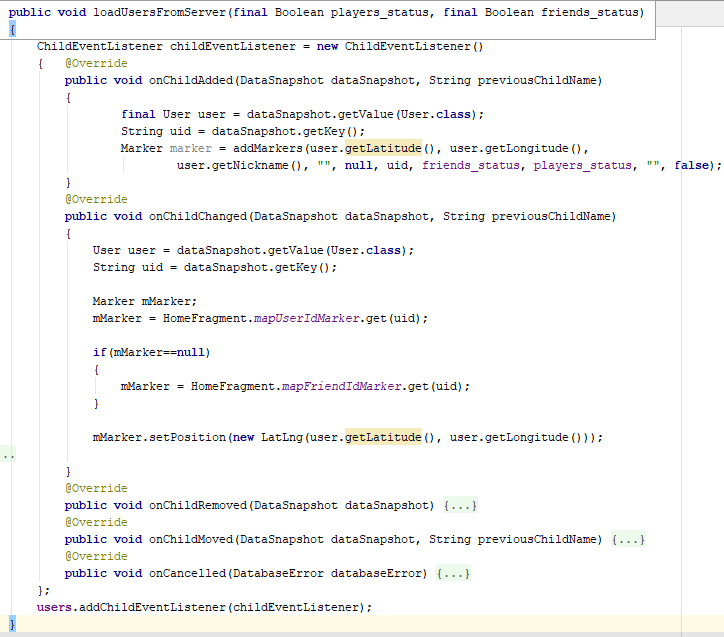 public void loadUsersFromServer(final Boolean players_status, final Boolean friends_status)
{
ChildEventListener childEventListener = new ChildEventListener()
{ @Override
public void onChildAdded(DataSnapshot dataSnapshot, String previousChildName)
{
final User user = dataSnapshot.getValue(User.class);
String uid = dataSnapshot.getKey();
Marker marker = addMarkers(user.getLatitude(), user.getLongitude(),
user.getNickname(), "", null, uid, friends_status, players_status, "", false);
}
@Override
public void onChildChanged(DataSnapshot dataSnapshot, String previousChildName)
{
User user = dataSnapshot.getValue(User.class);
String uid = dataSnapshot.getKey();
Marker mMarker;
mMarker = HomeFragment.mapUserIdMarker.get(uid);
if(mMarker==null)
{
mMarker = HomeFragment.mapFriendIdMarker.get(uid);
}
mMarker.setPosition(new LatLng(user.getLatitude(), user.getLongitude()));
..
}
@Override
public void onChildRemoved(DataSnapshot dataSnapshot) {...}
@Override
public void onChildMoved(DataSnapshot dataSnapshot, String previousChildName) {...}
@Override
public void onCancelled(DatabaseError databaseError) {...}
};
users.addChildEventListener(childEventListener);
}